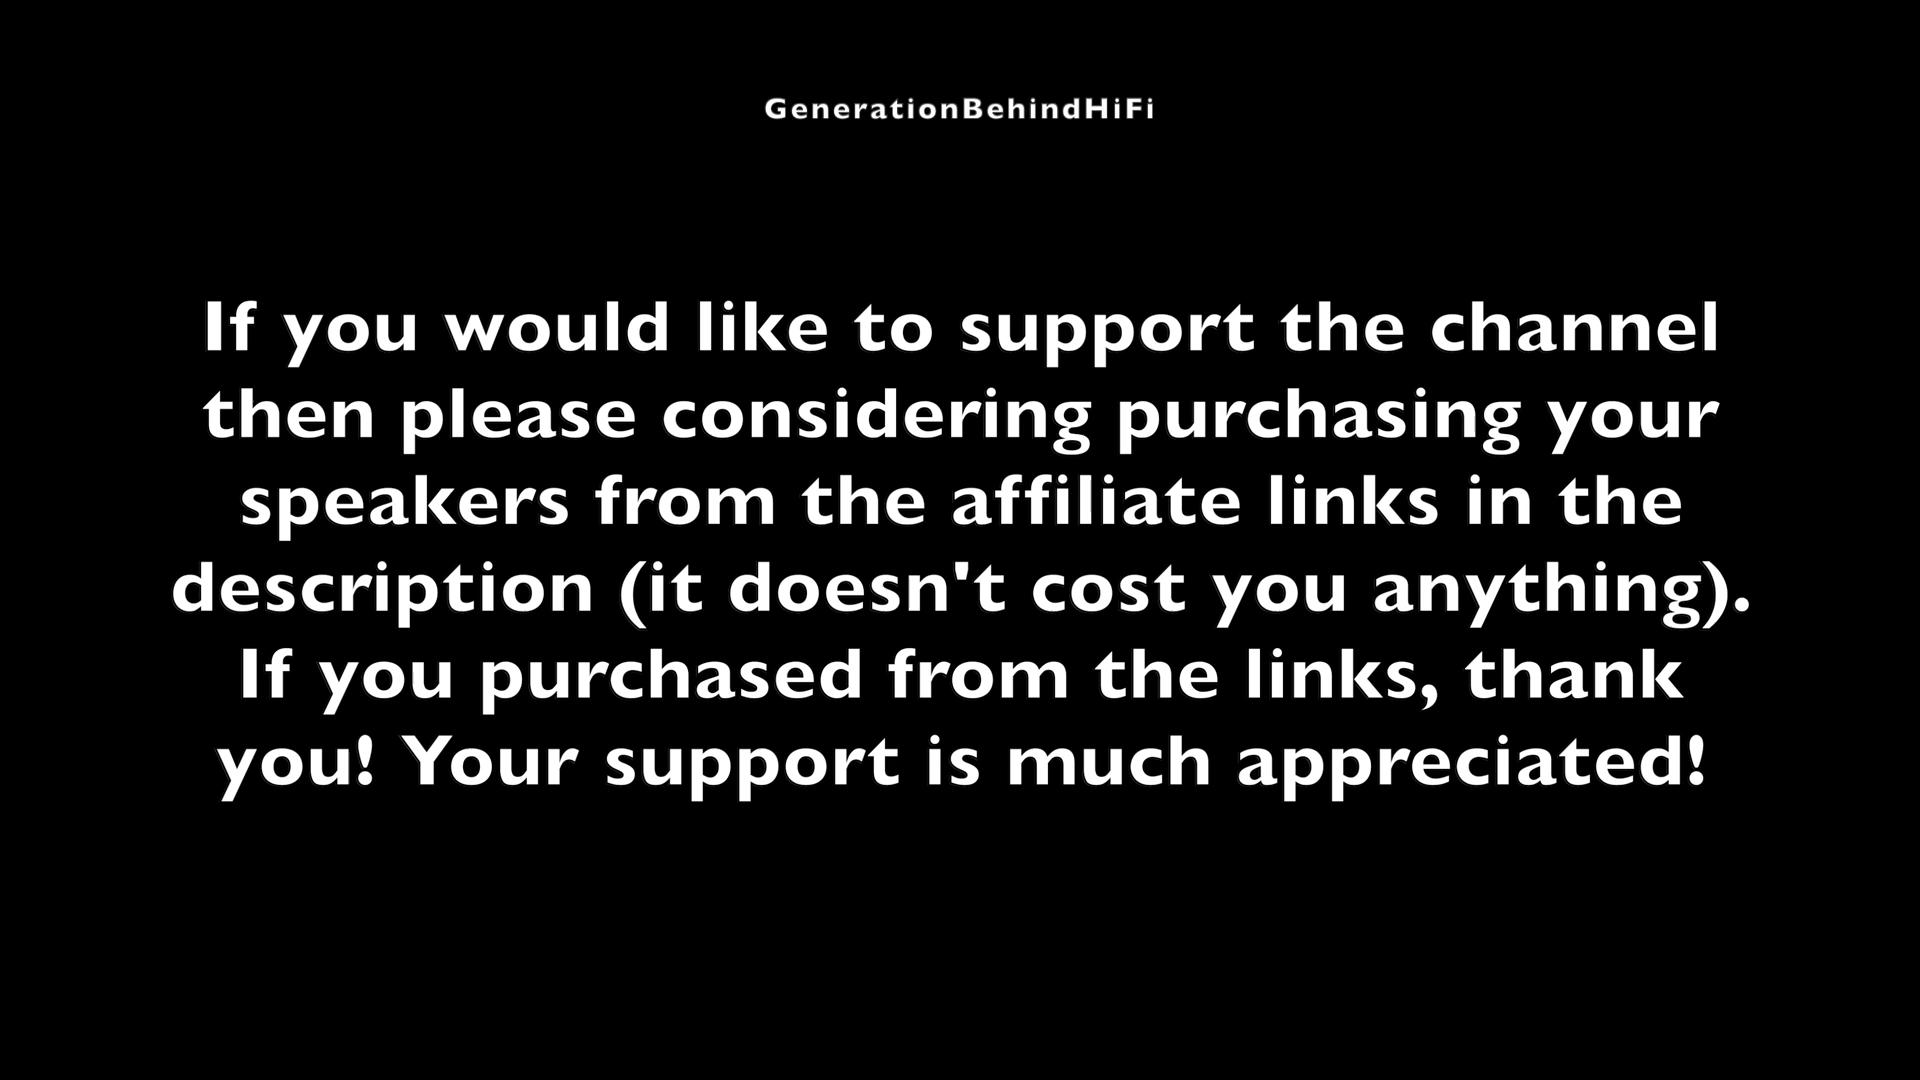 GenerationBehindHiFi
If you would like to support the channel
then please considering purchasing your
speakers from the affiliate links in the
description (it doesn't cost you anything).
If you purchased from the links, thank
you! Your support is much appreciated!